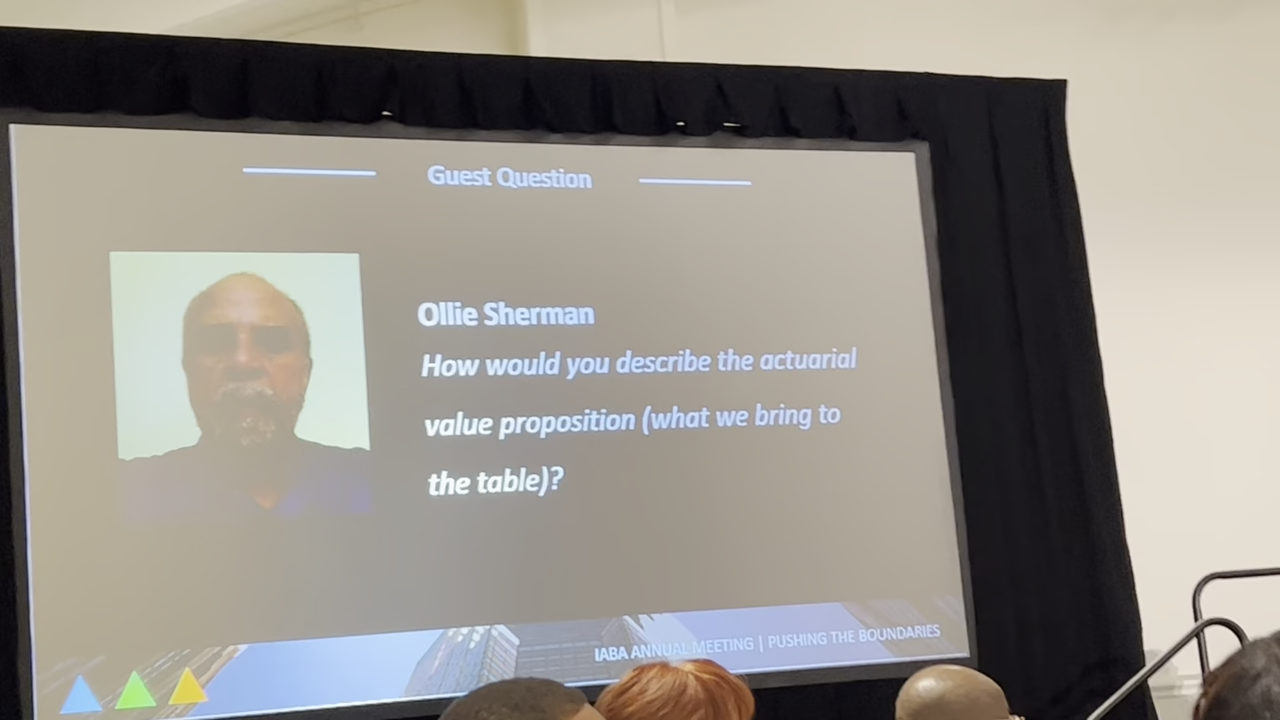 Guest Question
Ollie Sherman
How would you describe the actuarial
value proposition (what we bring to
the table)?
IABA ANNUAL MEETING | PUSHING THE BOUNDARIES